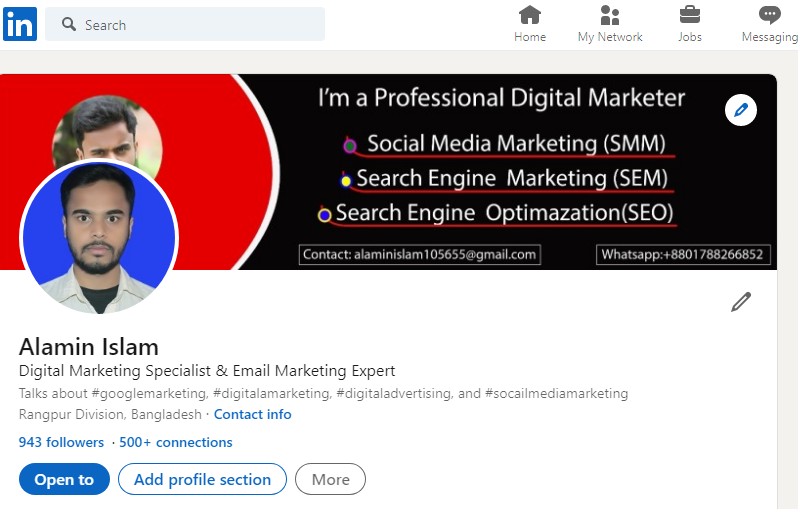 in Search
Home My Network Jobs Messaging
I'm a Professional Digital Marketer
Social Media Marketing (SMM)
Search Engine Marketing (SEM)
Search Engine Optimazation(SEO)
Contact: alaminislam105655@gmail.com Whatsapp:+8801788266852
Alamin Islam
Digital Marketing Specialist & Email Marketing Expert
Talks about #googlemarketing, #digitalamarketing, #digitaladvertising, and #socailmediamarketing
Rangpur Division, Bangladesh · Contact info
943 followers · 500+ connections
Open to Add profile section More